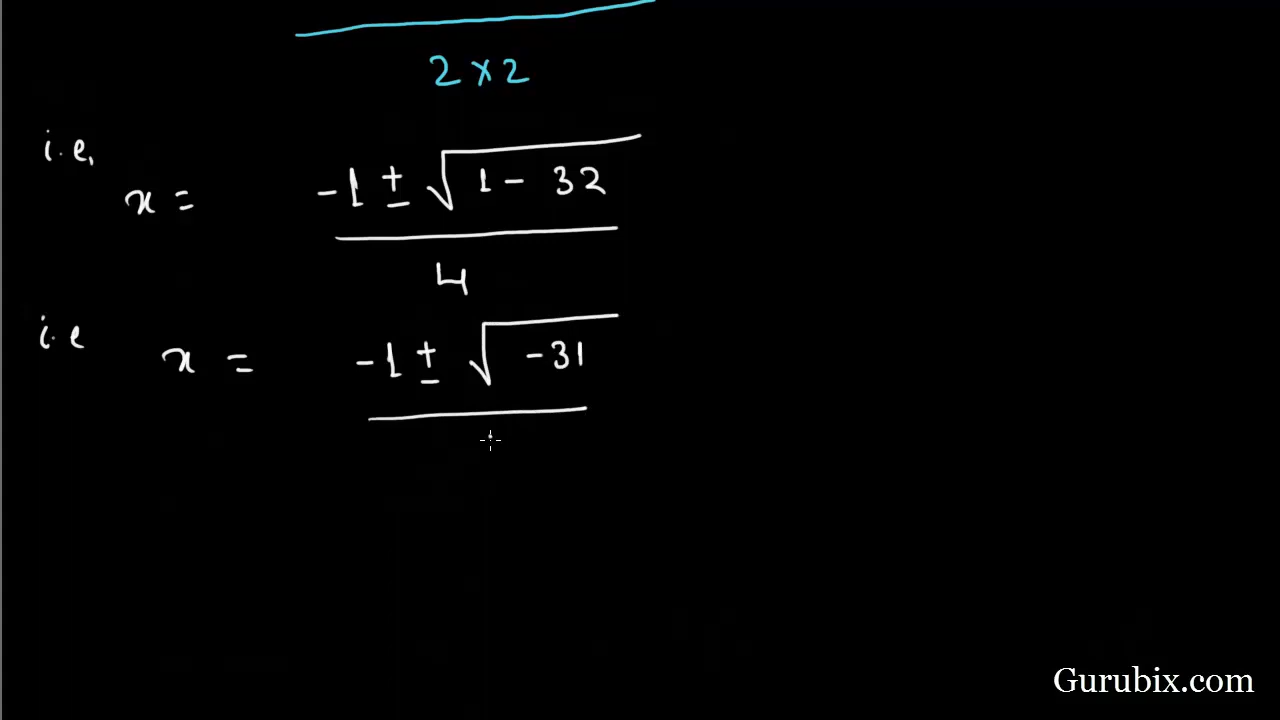 2 × 2
i.e,
x = -1 ± √(1 - 32)
4
i.e
x = -1 ± √(-31)
Gurubix.com